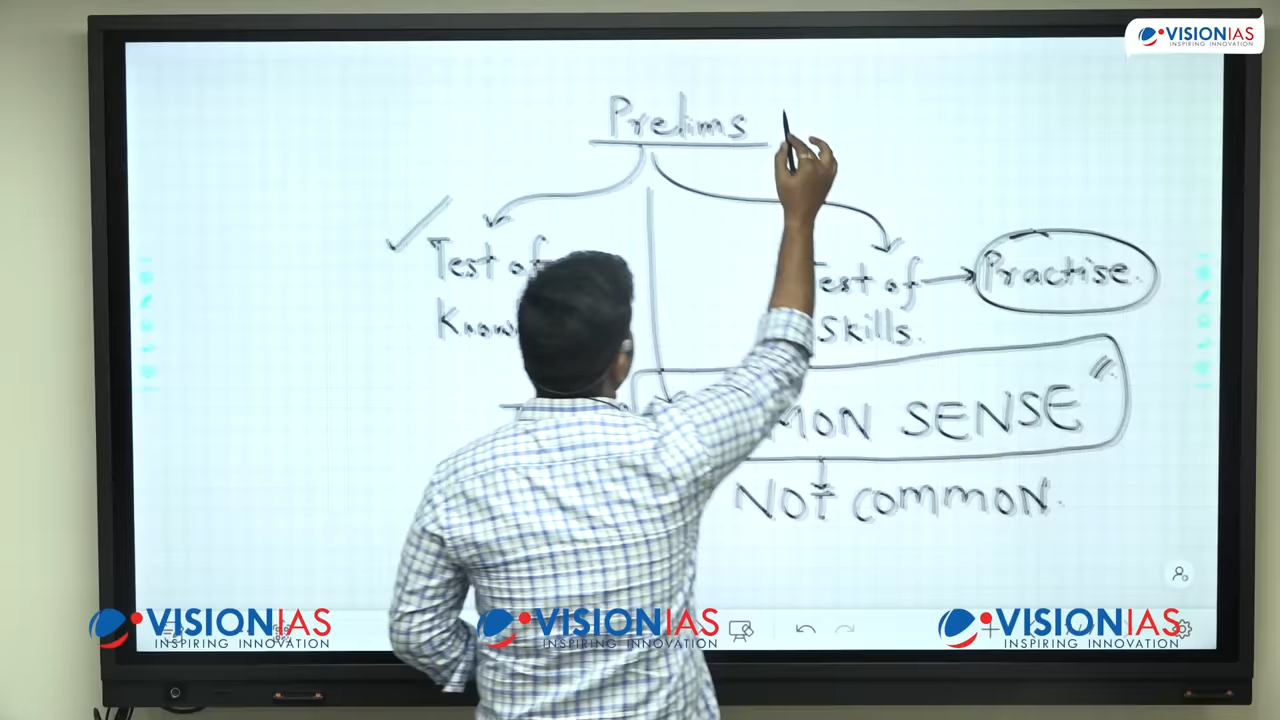 VISIONIAS
INSPIRING INNOVATION
Prelims
Test of
Test of
Practise.
Skills.
SENSE"
NOT COMMON.
VISIONIAS
INSPIRING INNOVATION
VISIONIAS
INSPIRING INNOVATION
VISIONIAS
INSPIRING INNOVATION